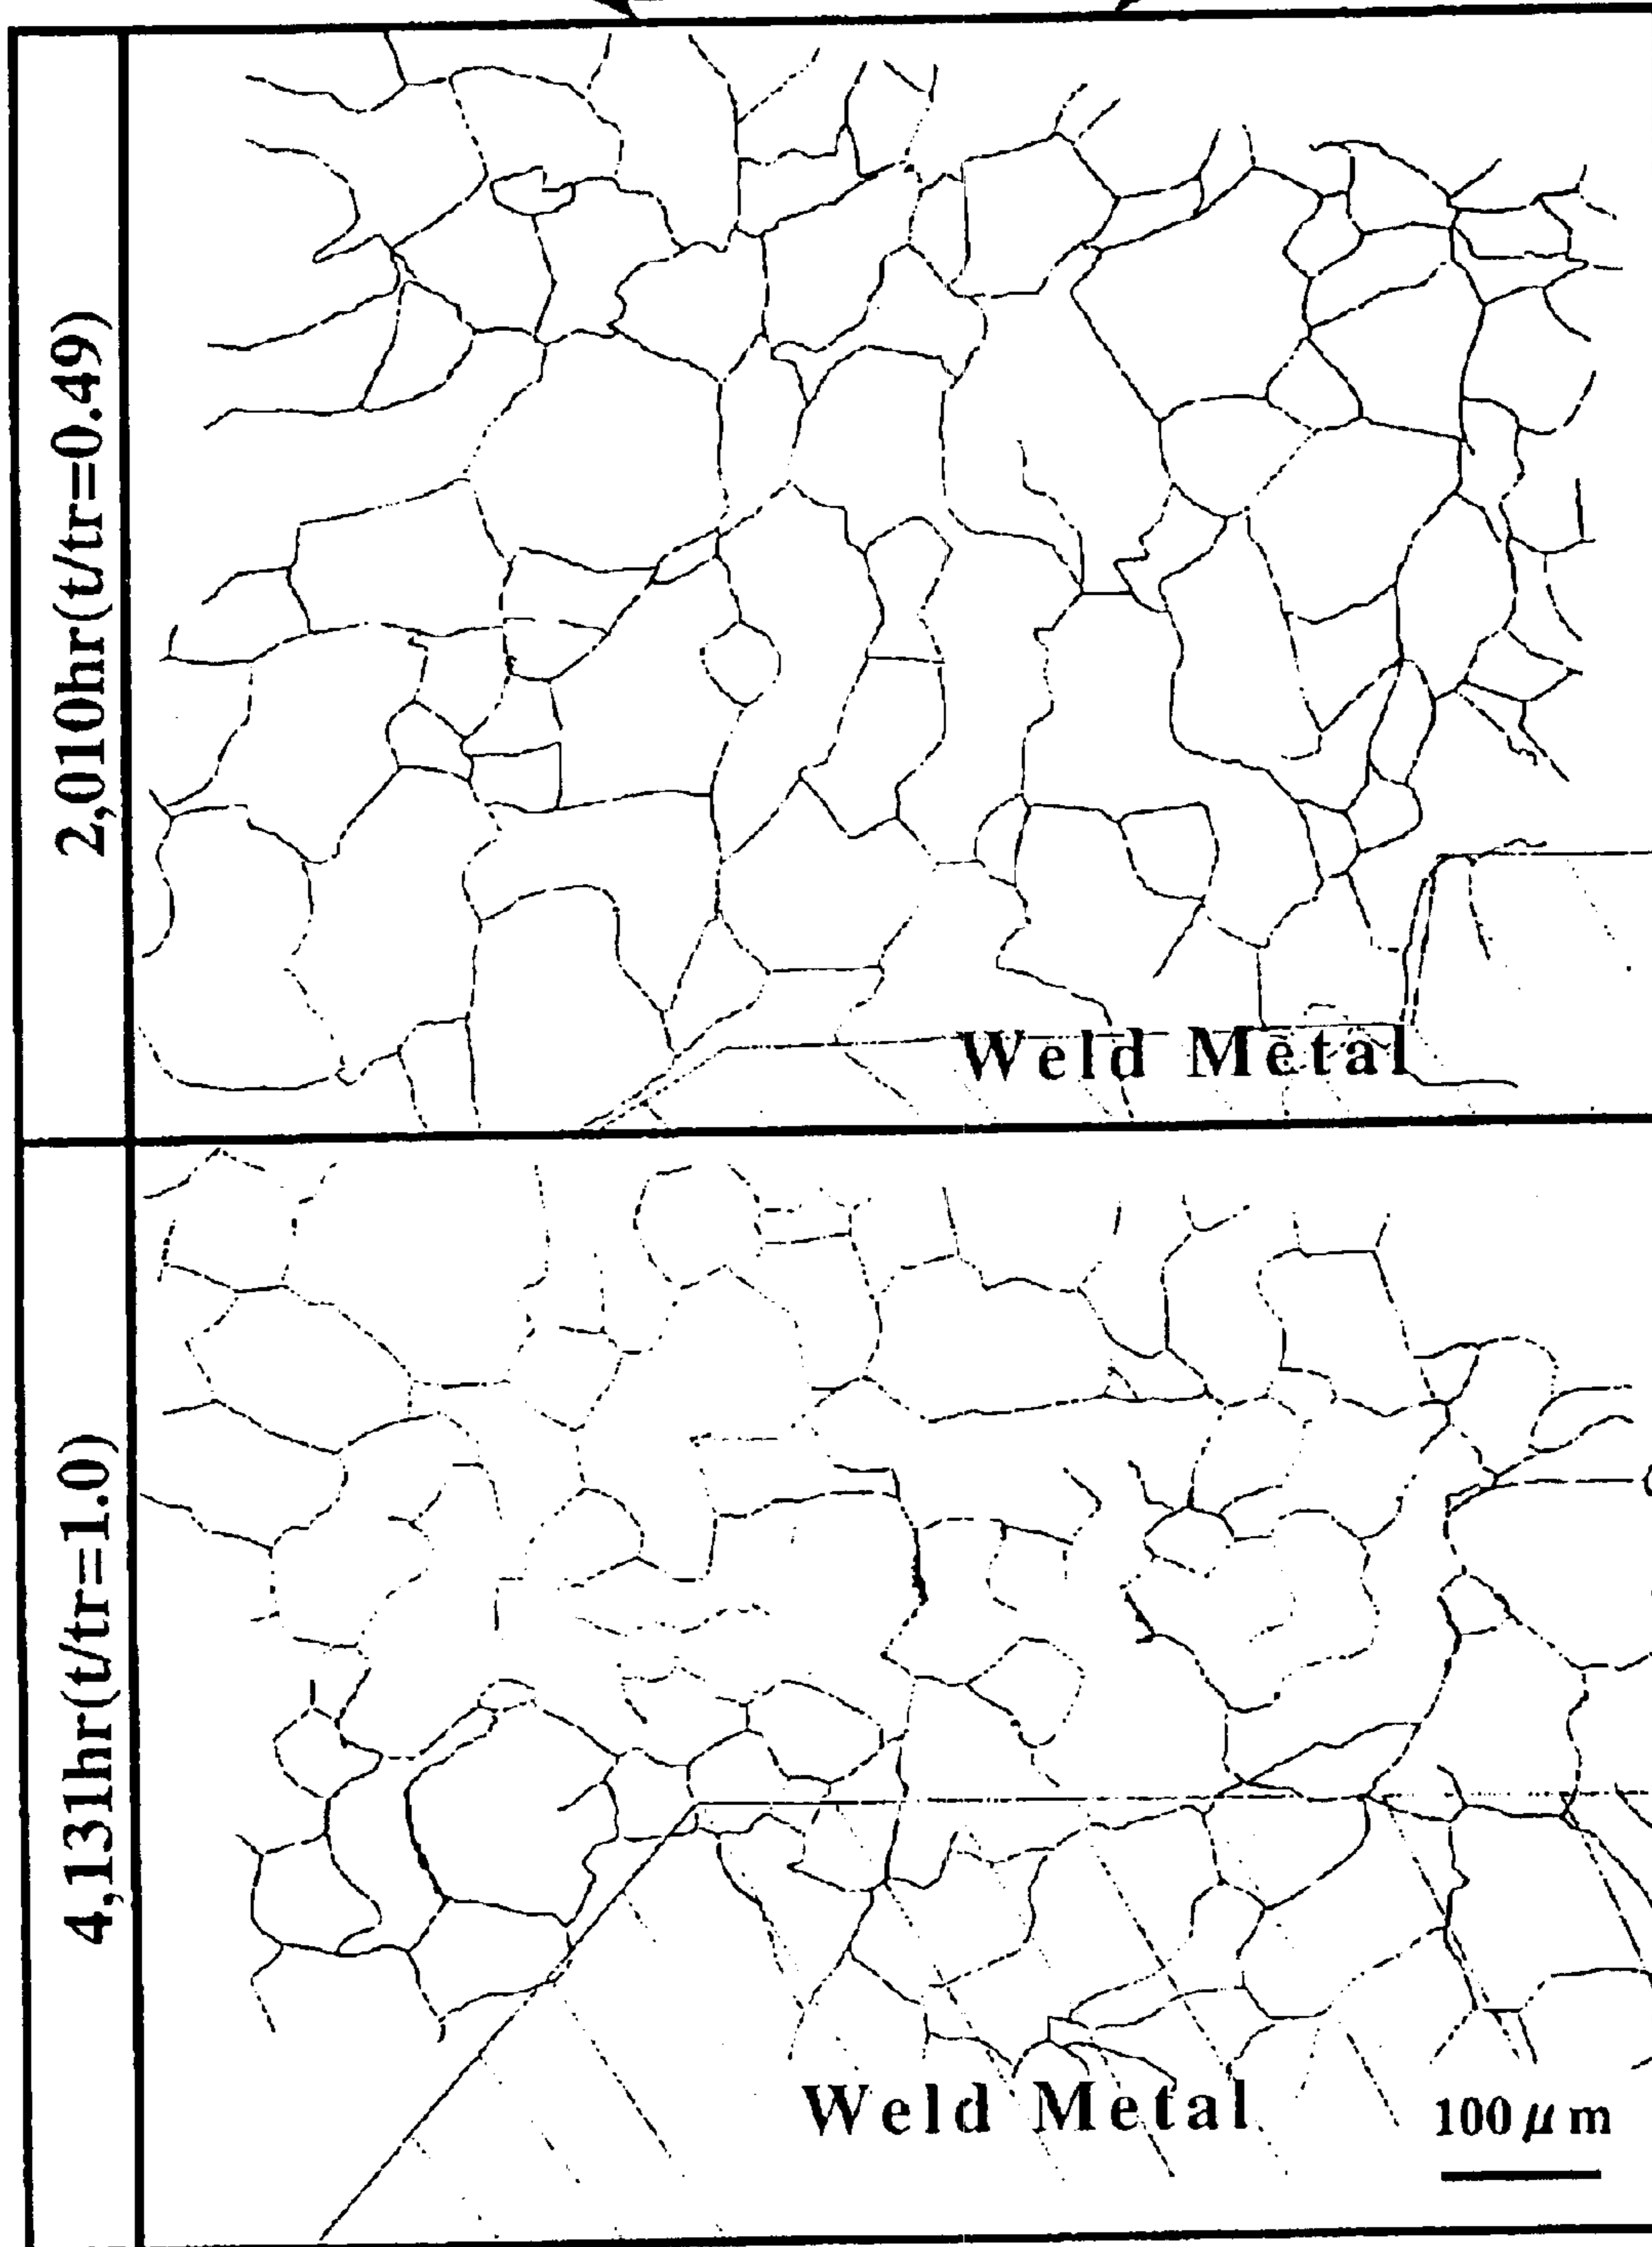 2,010hr(t/tr=0.49)
Weld Metal
4,131hr(t/tr=1.0)
Weld Metal
100μm